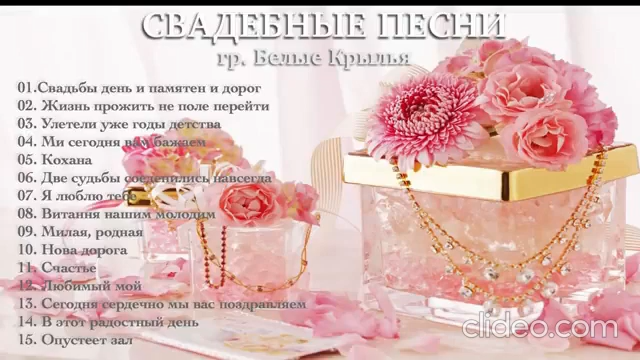 СВАДЕБНЫЕ ПЕСНИ
гр. Белые Крылья
01.Свадьбы день и памятен и дорог
02. Жизнь прожить не поле перейти
03. Улетели уже годы детства
04. Ми сегодня вам бажаем
05. Кохана
06. Две судьбы соеденились навсегда
07. Я люблю тебе
08. Витання нашим молодим
09. Милая, родная
10. Нова дорога
11. Счастье
12. Любимый мой
13. Сегодня сердечно мы вас поздравляем
14. В этот радостный день
15. Опустеет зал
clideo.com